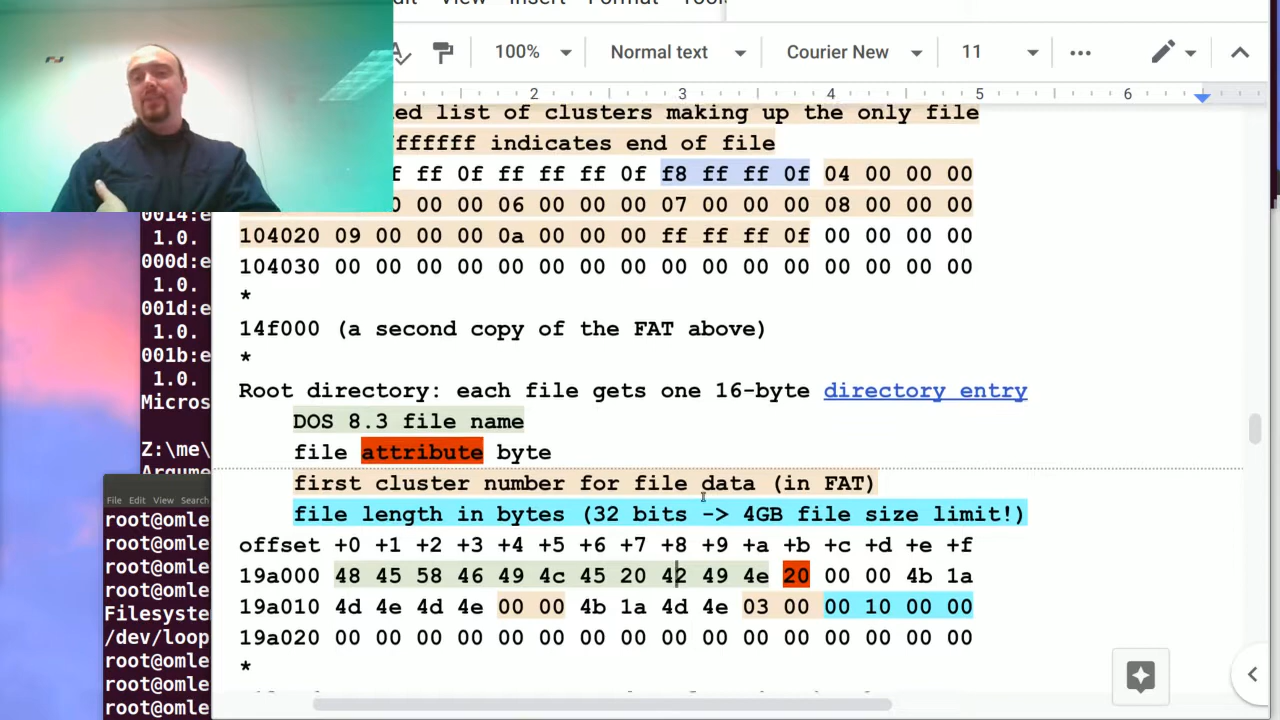 View Insert Format
100% Normal text Courier New 11
2 3 4 5 6
list of clusters making up the only file
indicates end of file
ff 0f ff ff ff 0f f8 ff ff 0f 04 00 00 00
00 00 00 06 00 00 00 07 00 00 00 08 00 00 00
104020 09 00 00 00 0a 00 00 00 ff ff ff 0f 00 00 00 00
104030 00 00 00 00 00 00 00 00 00 00 00 00 00 00 00 00
*
14f000 (a second copy of the FAT above)
*
Root directory: each file gets one 16-byte directory entry
DOS 8.3 file name
file attribute byte
first cluster number for file data (in FAT)
file length in bytes (32 bits -> 4GB file size limit!)
offset +0 +1 +2 +3 +4 +5 +6 +7 +8 +9 +a +b +c +d +e +f
19a000 48 45 58 46 49 4c 45 20 42 49 4e 20 00 00 4b 1a
19a010 4d 4e 4d 4e 00 00 4b 1a 4d 4e 03 00 00 10 00 00
19a020 00 00 00 00 00 00 00 00 00 00 00 00 00 00 00 00
*
0014:e
1.0.
000d:e
1.0.
001d:e
1.0.
001b:e
1.0.
Micros
Z:\me\
File Edit View Search
root@omle
root@omle
root@omle
root@omle
Filesystem
/dev/loop
root@omle
root@omle
root@omle